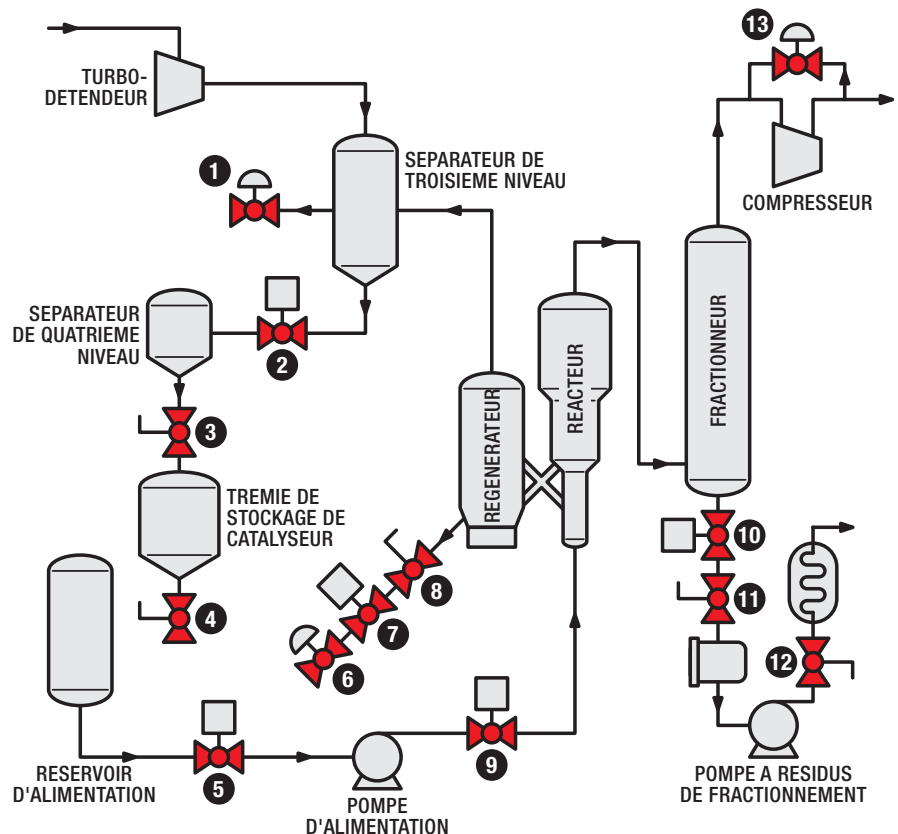 13
TURBO-
DETENDEUR
1
SEPARATEUR DE
TROISIEME NIVEAU
COMPRESSEUR
SEPARATEUR
DE QUATRIEME
NIVEAU
2
REACTEUR
FRACTIONNEUR
3
REGENERATEUR
TREMIE DE
STOCKAGE DE
CATALYSEUR
10
8
11
4
7
12
6
9
5
RESERVOIR
D'ALIMENTATION
POMPE
D'ALIMENTATION
POMPE A RESIDUS
DE FRACTIONNEMENT